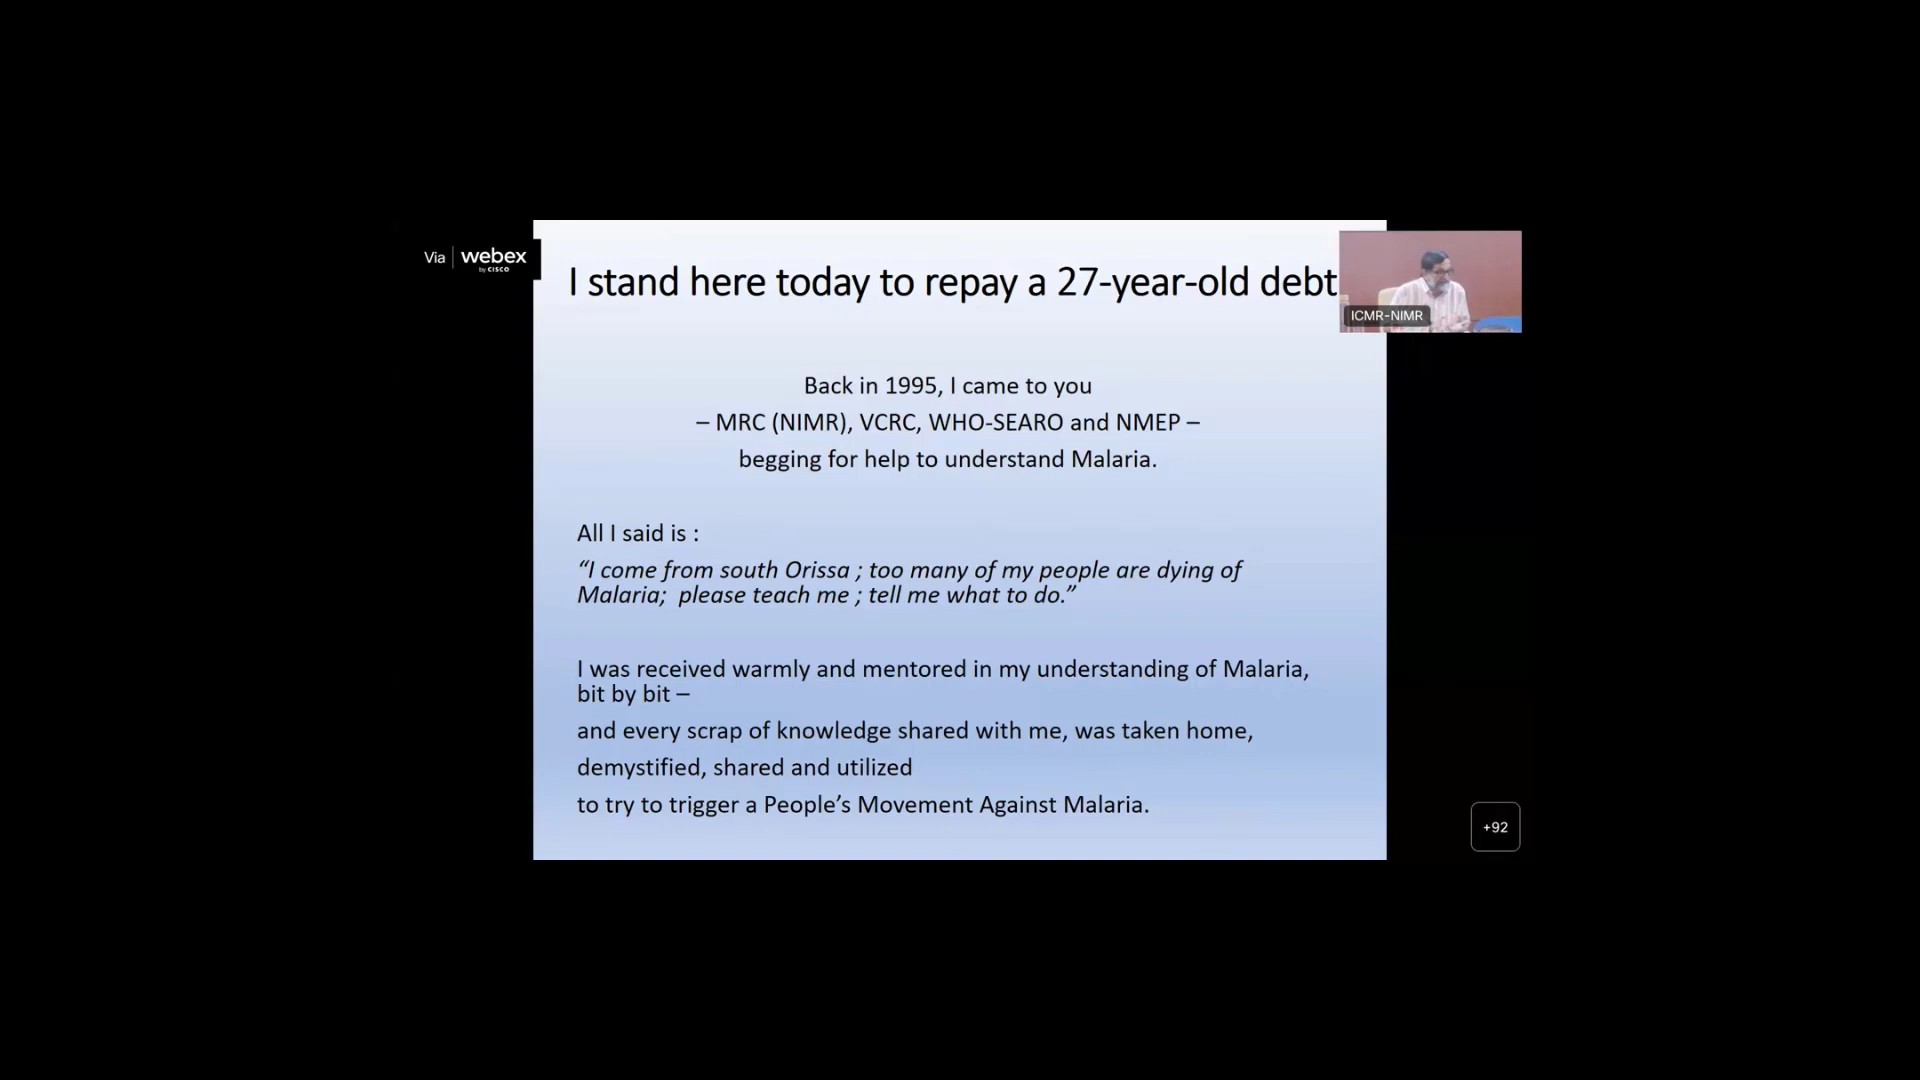 Via webex
by CISCO
I stand here today to repay a 27-year-old debt
ICMR-NIMR
Back in 1995, I came to you
– MRC (NIMR), VCRC, WHO-SEARO and NMEP –
begging for help to understand Malaria.
All I said is :
“I come from south Orissa ; too many of my people are dying of
Malaria;  please teach me ; tell me what to do.”
I was received warmly and mentored in my understanding of Malaria,
bit by bit –
and every scrap of knowledge shared with me, was taken home,
demystified, shared and utilized
to try to trigger a People’s Movement Against Malaria.
+92